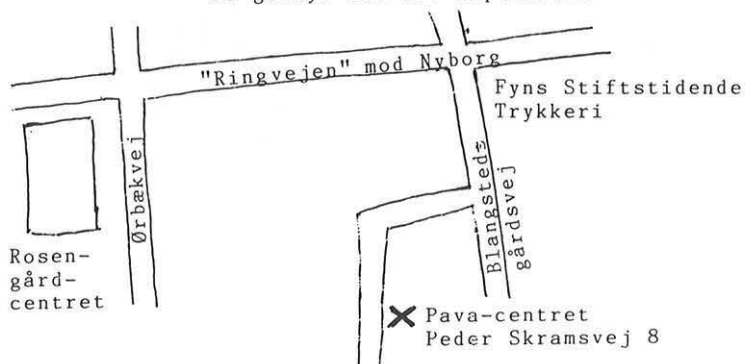 "Ringvejen" mod Nyborg
Fyns Stiftstidende
Trykkeri
Ørbækvej
Blangsteds
gårdsvej
Rosen-
gård-
centret
Pava-centret
Peder Skramsvej 8